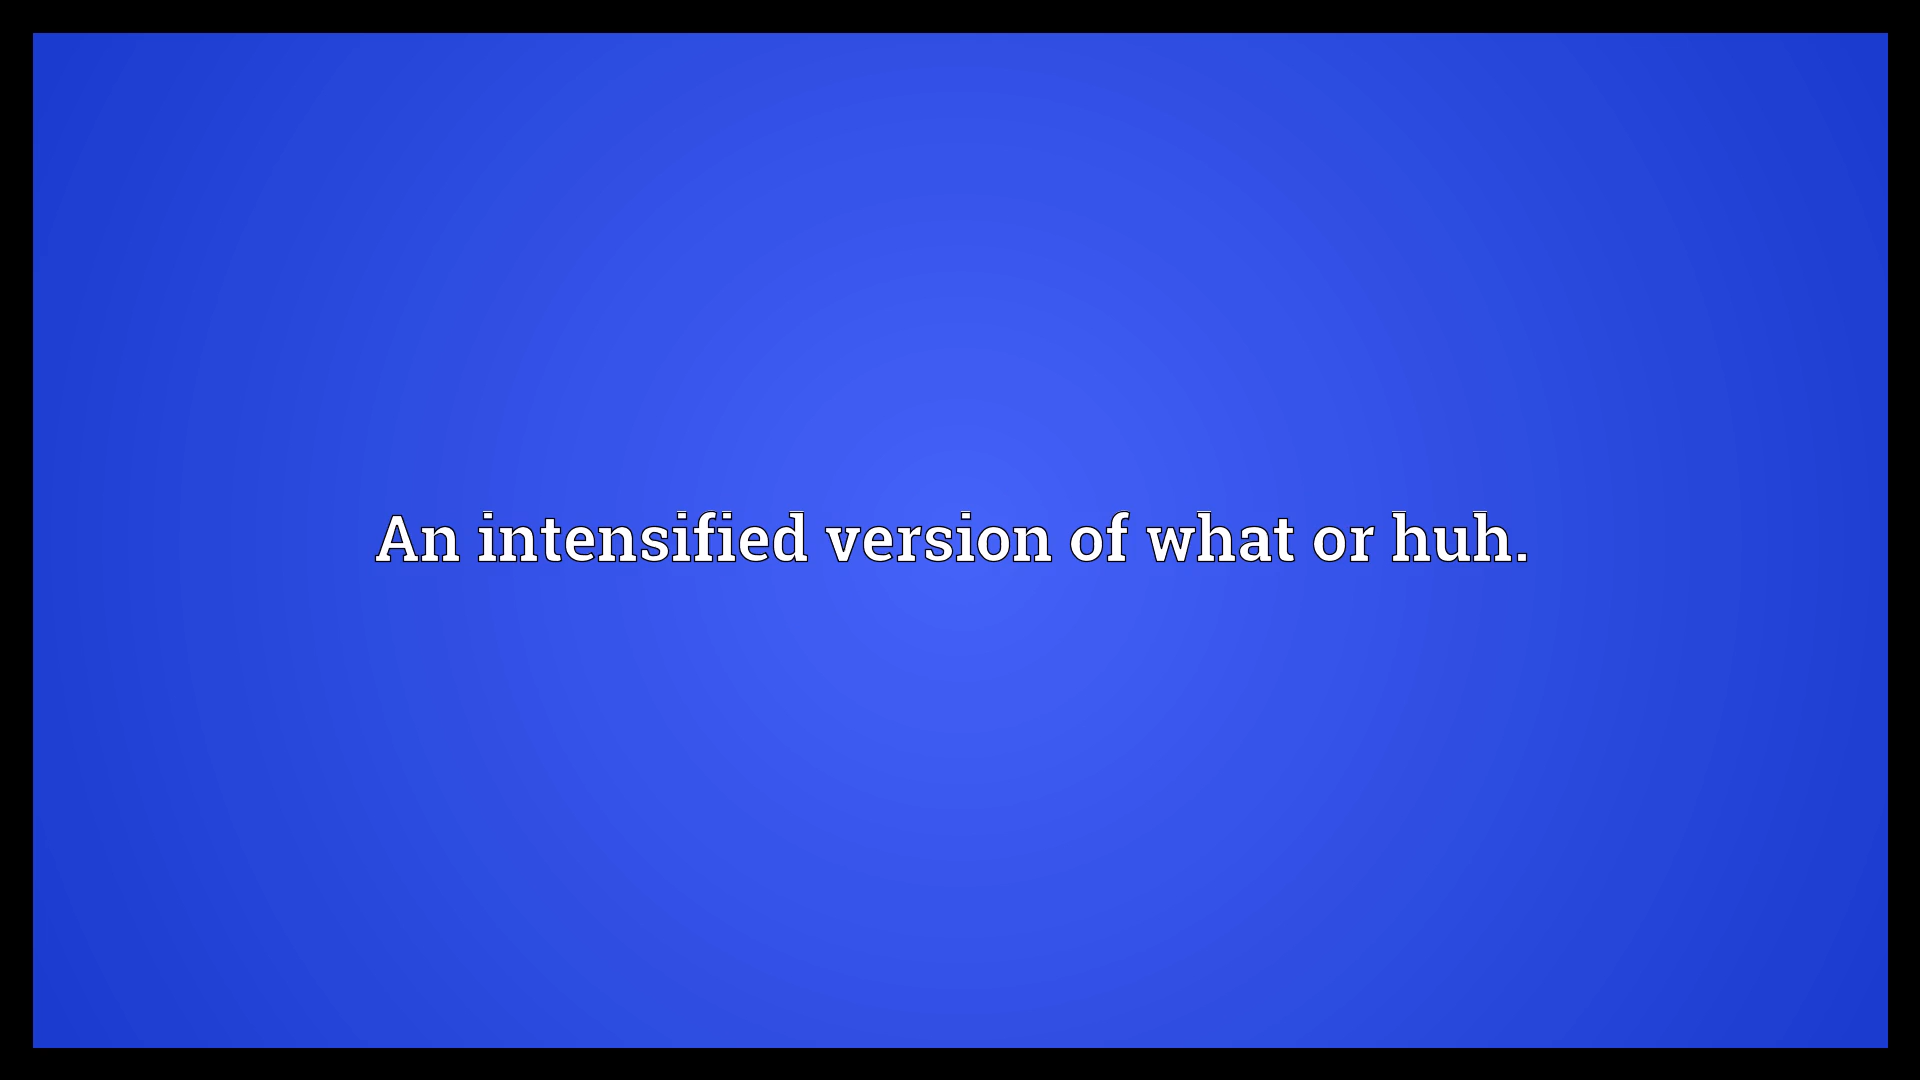 An intensified version of what or huh.